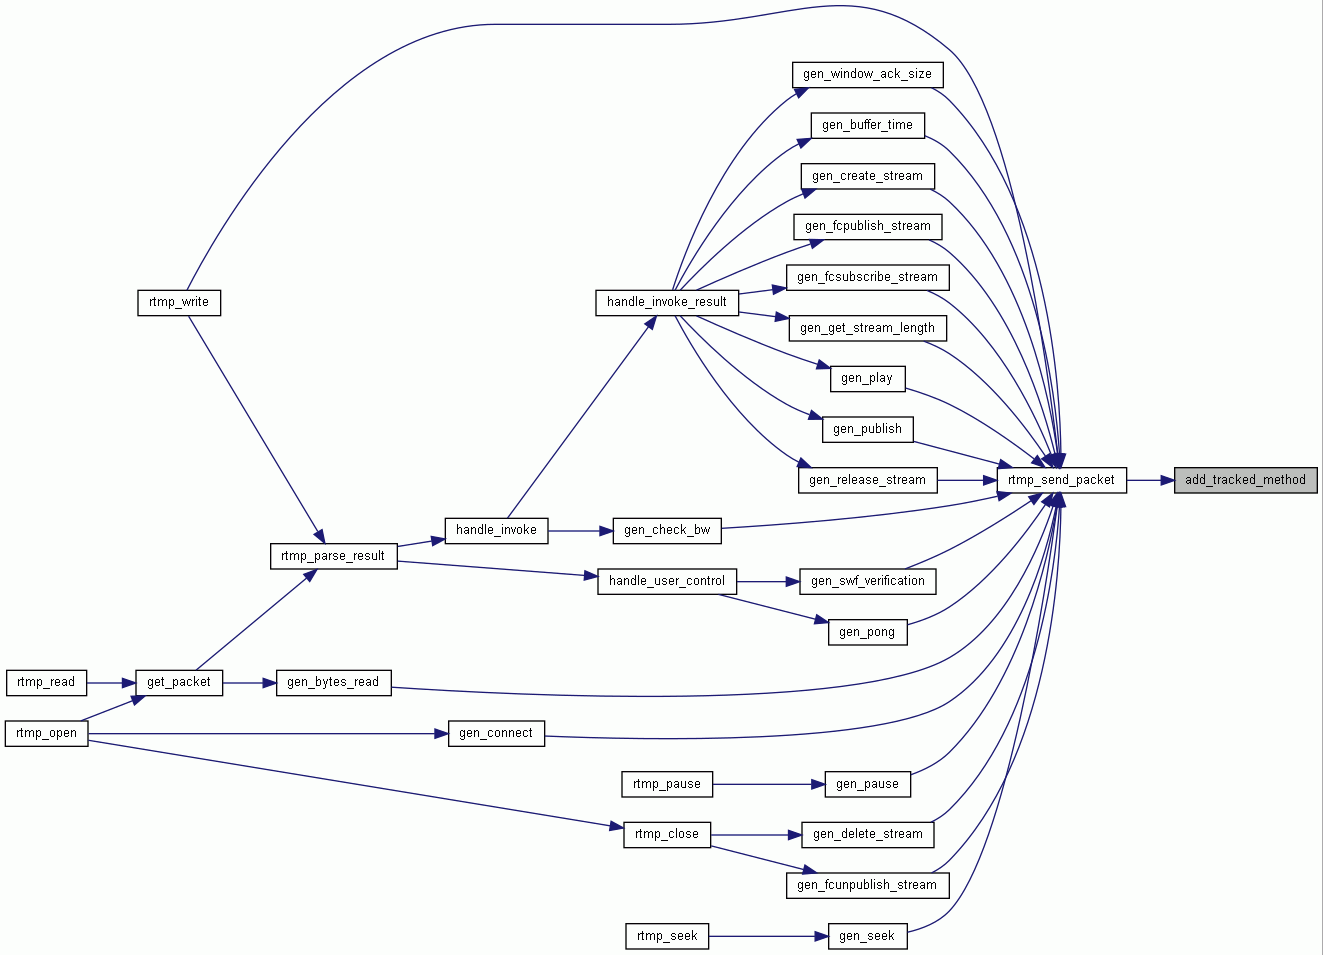 gen_window_ack_size
gen_buffer_time
gen_create_stream
gen_fcpublish_stream
gen_fcsubscribe_stream
rtmp_write
handle_invoke_result
gen_get_stream_length
gen_play
gen_publish
gen_release_stream
rtmp_send_packet
add_tracked_method
handle_invoke
gen_check_bw
rtmp_parse_result
handle_user_control
gen_swf_verification
gen_pong
rtmp_read
get_packet
gen_bytes_read
rtmp_open
gen_connect
rtmp_pause
gen_pause
rtmp_close
gen_delete_stream
gen_fcunpublish_stream
rtmp_seek
gen_seek